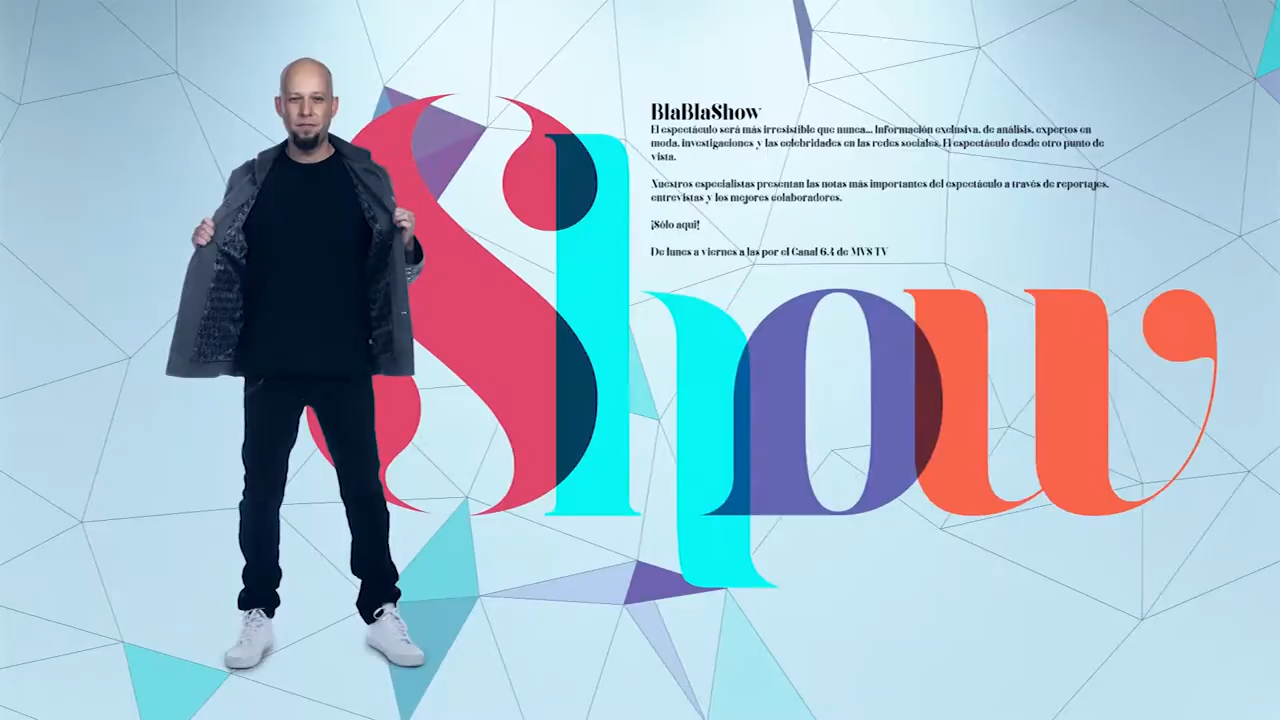 BlaBlaShow
El espectáculo será más irresistible que nunca... Información exclusiva, de análisis, expertos en
moda, investigaciones y las celebridades en las redes sociales. El espectáculo desde otro punto de
vista.
Nuestros especialistas presentan las notas más importantes del espectáculo a través de reportajes,
entrevistas y los mejores colaboradores.
¡Sólo aquí!
De lunes a viernes a las por el Canal 6.4 de MVS TV
Show